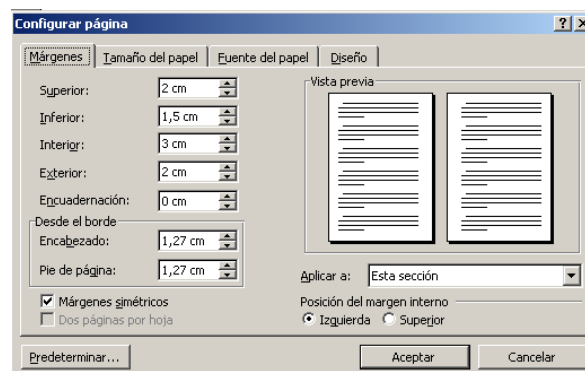 Configurar página
Márgenes Tamaño del papel Fuente del papel Diseño
Superior: 2 cm
Inferior: 1,5 cm
Interior: 3 cm
Exterior: 2 cm
Encuadernación: 0 cm
Desde el borde
Encabezado: 1,27 cm
Pie de página: 1,27 cm
Márgenes simétricos
Dos páginas por hoja
Vista previa
Aplicar a: Esta sección
Posición del margen interno
Izquierda Superior
Predeterminar... Aceptar Cancelar